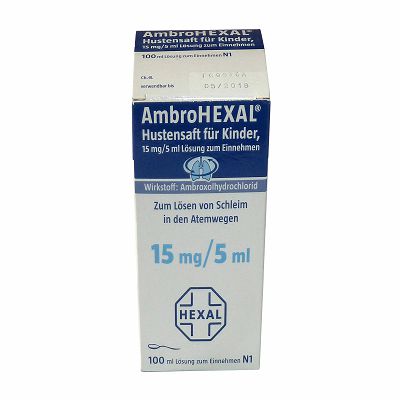 AmbroHEXAL®
Hustensaft für Kinder,
15 mg/5 ml Lösung zum Einnehmen
100 ml Lösung zum Einnehmen N1
Ch.-B.
verwendbar bis
05/2019
AmbroHEXAL®
Hustensaft für Kinder,
15 mg/5 ml Lösung zum Einnehmen
Wirkstoff: Ambroxolhydrochlorid
Zum Lösen von Schleim
in den Atemwegen
15 mg/5 ml
HEXAL
100 ml Lösung zum Einnehmen N1